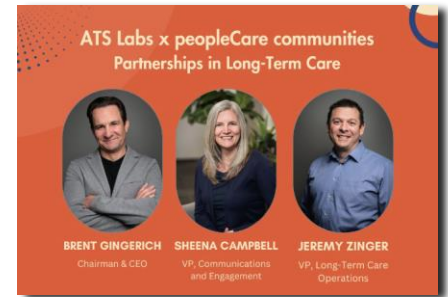 ATS Labs x peopleCare communities
Partnerships in Long-Term Care
BRENT GINGERICH
Chairman & CEO
SHEENA CAMPBELL
VP, Communications
and Engagement
JEREMY ZINGER
VP, Long-Term Care
Operations